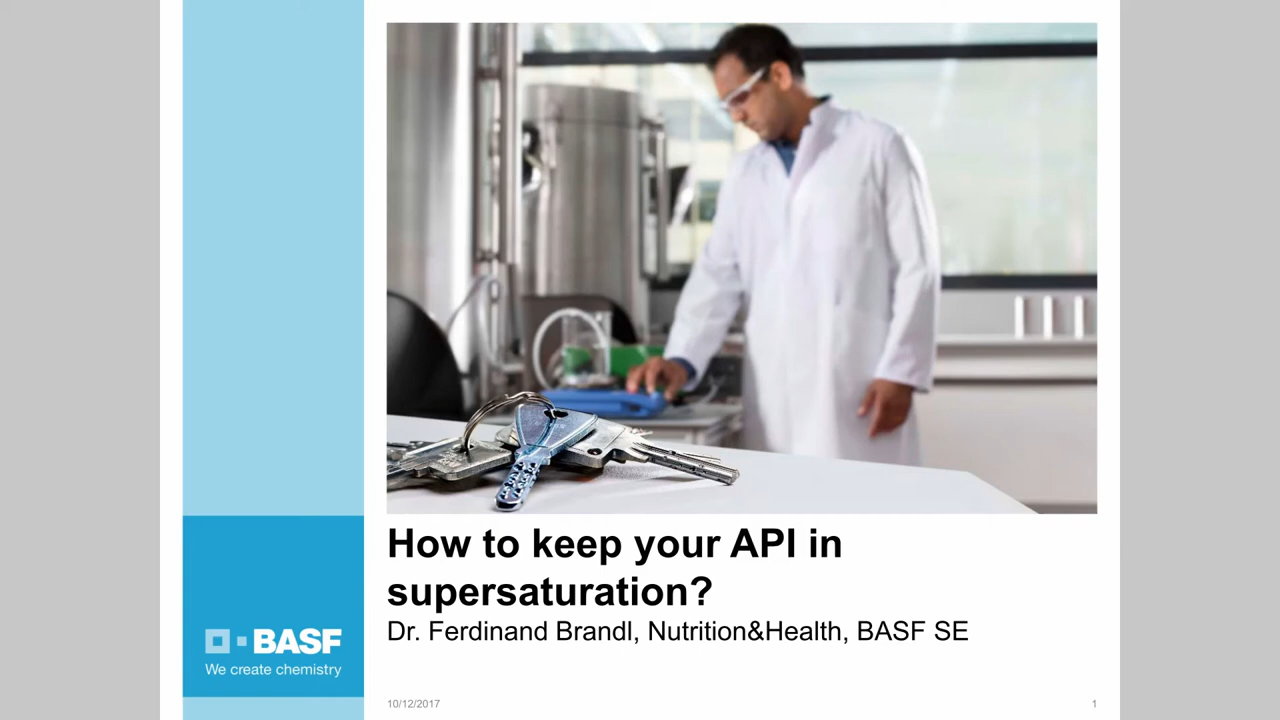 How to keep your API in
supersaturation?
Dr. Ferdinand Brandl, Nutrition&Health, BASF SE
BASF
We create chemistry
10/12/2017
1